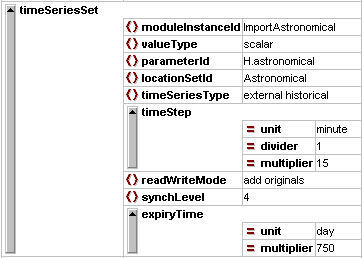 timeSeriesSet
moduleInstanceId ImportAstronomical
valueType scalar
parameterId H.astronomical
locationSetId Astronomical
timeSeriesType external historical
timeStep
unit minute
divider 1
multiplier 15
readWriteMode add originals
synchLevel 4
expiryTime
unit day
multiplier 750